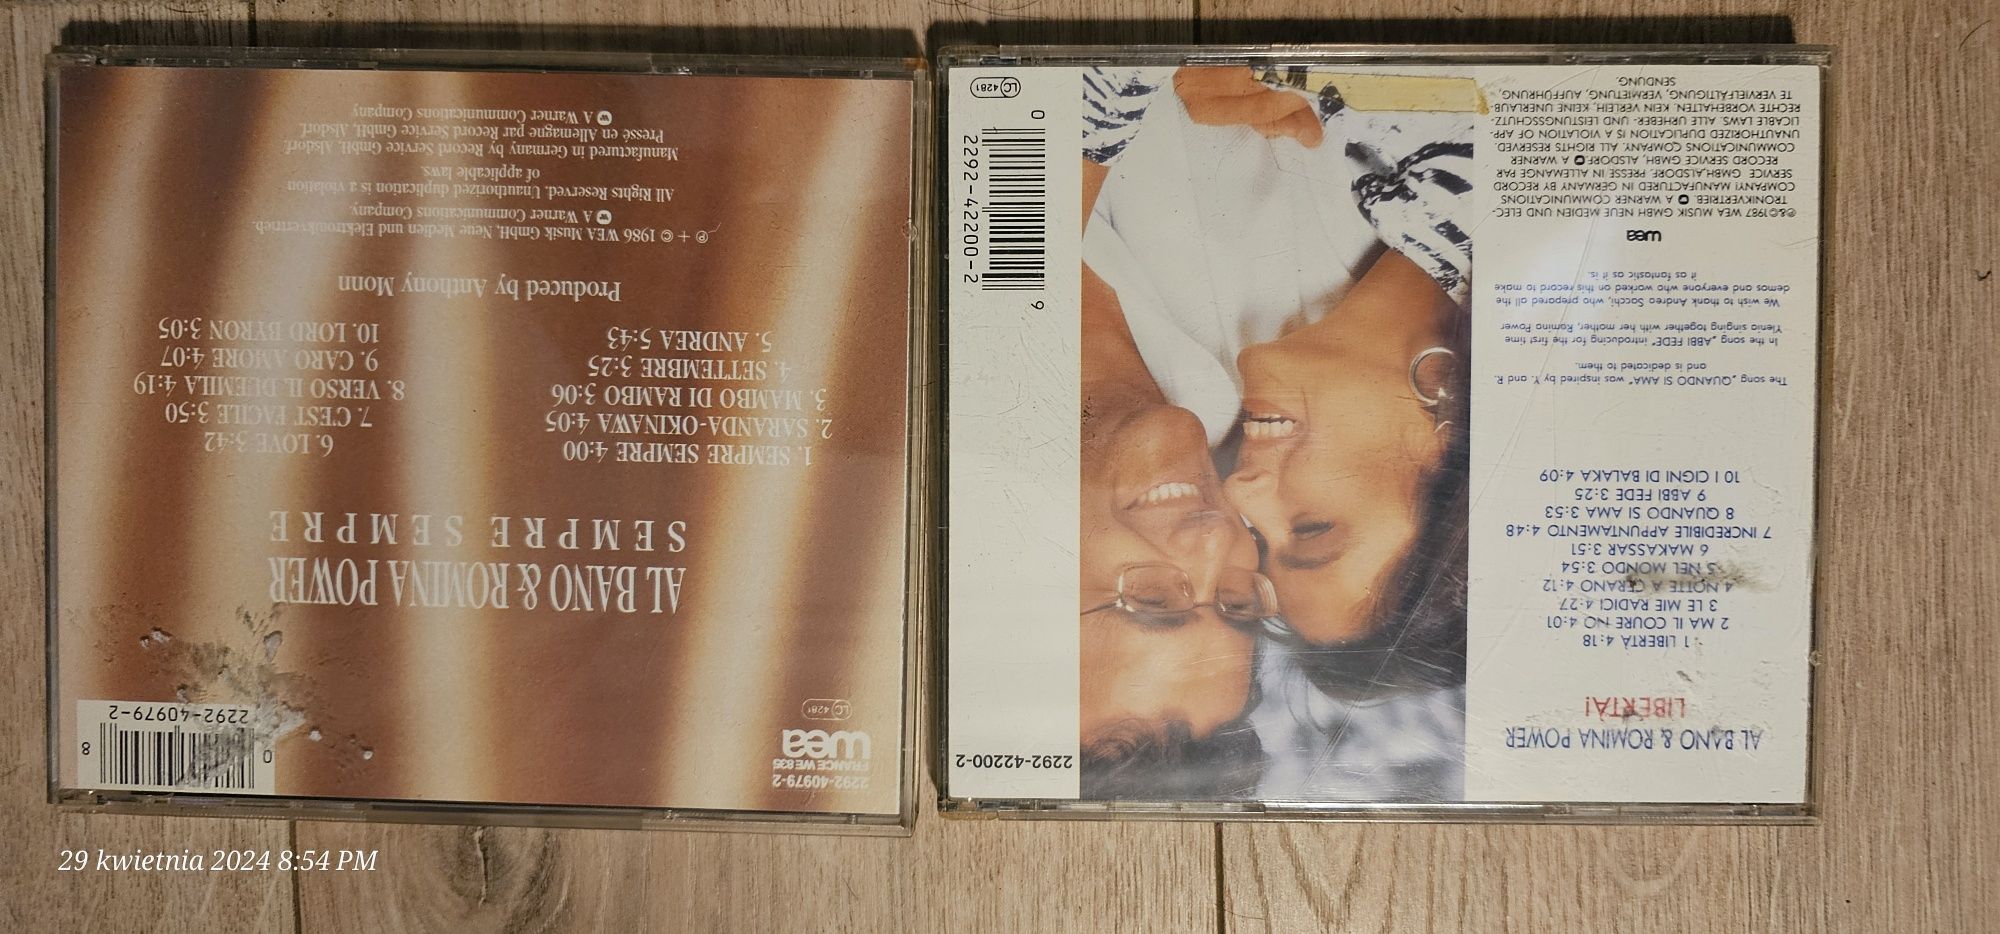 AL BANO & ROMINA POWER
SEMPRE SEMPRE
1. SEMPRE SEMPRE 4:00
2. SARANDA-OKINAWA 4:05
3. MAMBO DI RAMBO 3:06
4. SETTEMBRE 3:25
5. ANDREA 5:43
6. LOVE 3:42
7. C'EST FACILE 3:50
8. VERSO IL DUEMILA 4:19
9. CARO AMORE 4:07
10. LORD BYRON 3:05
Produced by Anthony Monn
℗ + © 1986 WEA Musik GmbH, Neue Medien und Elektronikvertrieb.
A Warner Communications Company.
All Rights Reserved. Unauthorized duplication is a violation
of applicable laws.
Manufactured in Germany by Record Service GmbH, Alsdorf.
Pressé en Allemagne par Record Service GmbH, Alsdorf.
A Warner Communications Company
2292-40979-2
FRANCE WE 835
wea
LC 4281
2292-40979-2
0
8
AL BANO & ROMINA POWER
LIBERTÀ!
1 LIBERTÀ 4:18
2 MA IL COURE NO 4:01
3 LE MIE RADICI 4:27
4 NOTTE A CERANO 4:12
5 NEL MONDO 3:54
6 MAKASSAR 3:51
7 INCREDIBILE APPUNTAMENTO 4:48
8 QUANDO SI AMA 3:53
9 ABBI FEDE 3:25
10 I CIGNI DI BALAKA 4:09
The song „QUANDO SI AMA" was inspired by Y. and R.
and is dedicated to them.
In the song „ABBI FEDE" introducing for the first time
Ylenia singing together with her mother, Romina Power
We wish to thank Andrea Sacchi, who prepared all the
demos and everyone who worked on this record to make
it as fantastic as it is.
wea
℗&©1987 WEA MUSIK GMBH NEUE MEDIEN UND ELEC-
TRONIKVERTRIEB. A WARNER COMMUNICATIONS
COMPANY MANUFACTURED IN GERMANY BY RECORD
SERVICE GMBH, ALSDORF. PRESSE IN ALLEMANGE PAR
RECORD SERVICE GMBH, ALSDORF. A WARNER
COMMUNICATIONS COMPANY. ALL RIGHTS RESERVED.
UNAUTHORIZED DUPLICATION IS A VIOLATION OF APP-
LICABLE LAWS. ALLE URHEBER- UND LEISTUNGSSCHUTZ-
RECHTE VORBEHALTEN. KEIN VERLEIH, KEINE UNERLAUB-
TE VERVIELFÄLTIGUNG, VERMIETUNG, AUFFÜHRUNG,
SENDUNG.
2292-42200-2
LC 4281
0
2292-42200-2
9
29 kwietnia 2024 8:54 PM